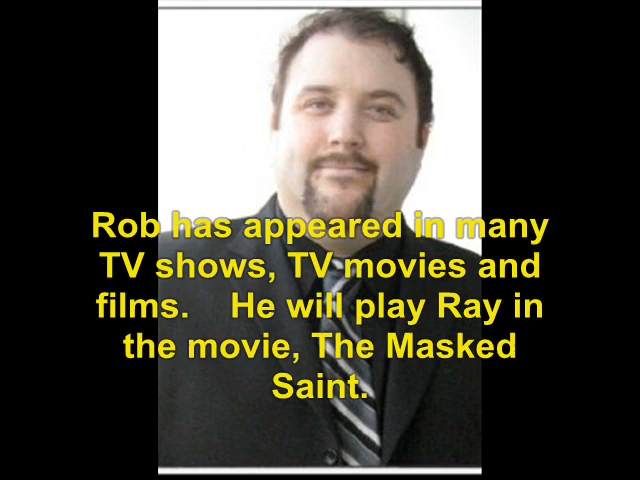 Rob has appeared in many
TV shows, TV movies and
films.    He will play Ray in
the movie, The Masked
Saint.